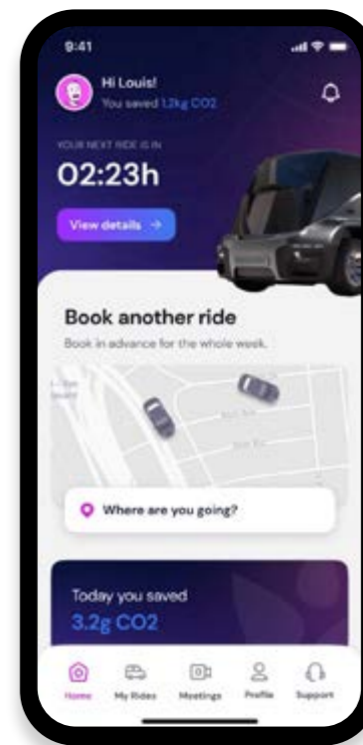 9:41
Hi Louis!
You saved 1.2kg CO2
YOUR NEXT RIDE IS IN
02:23h
View details →
Book another ride
Book in advance for the whole week.
Where are you going?
Today you saved
3.2g CO2
Home My Rides Meetings Profile Support